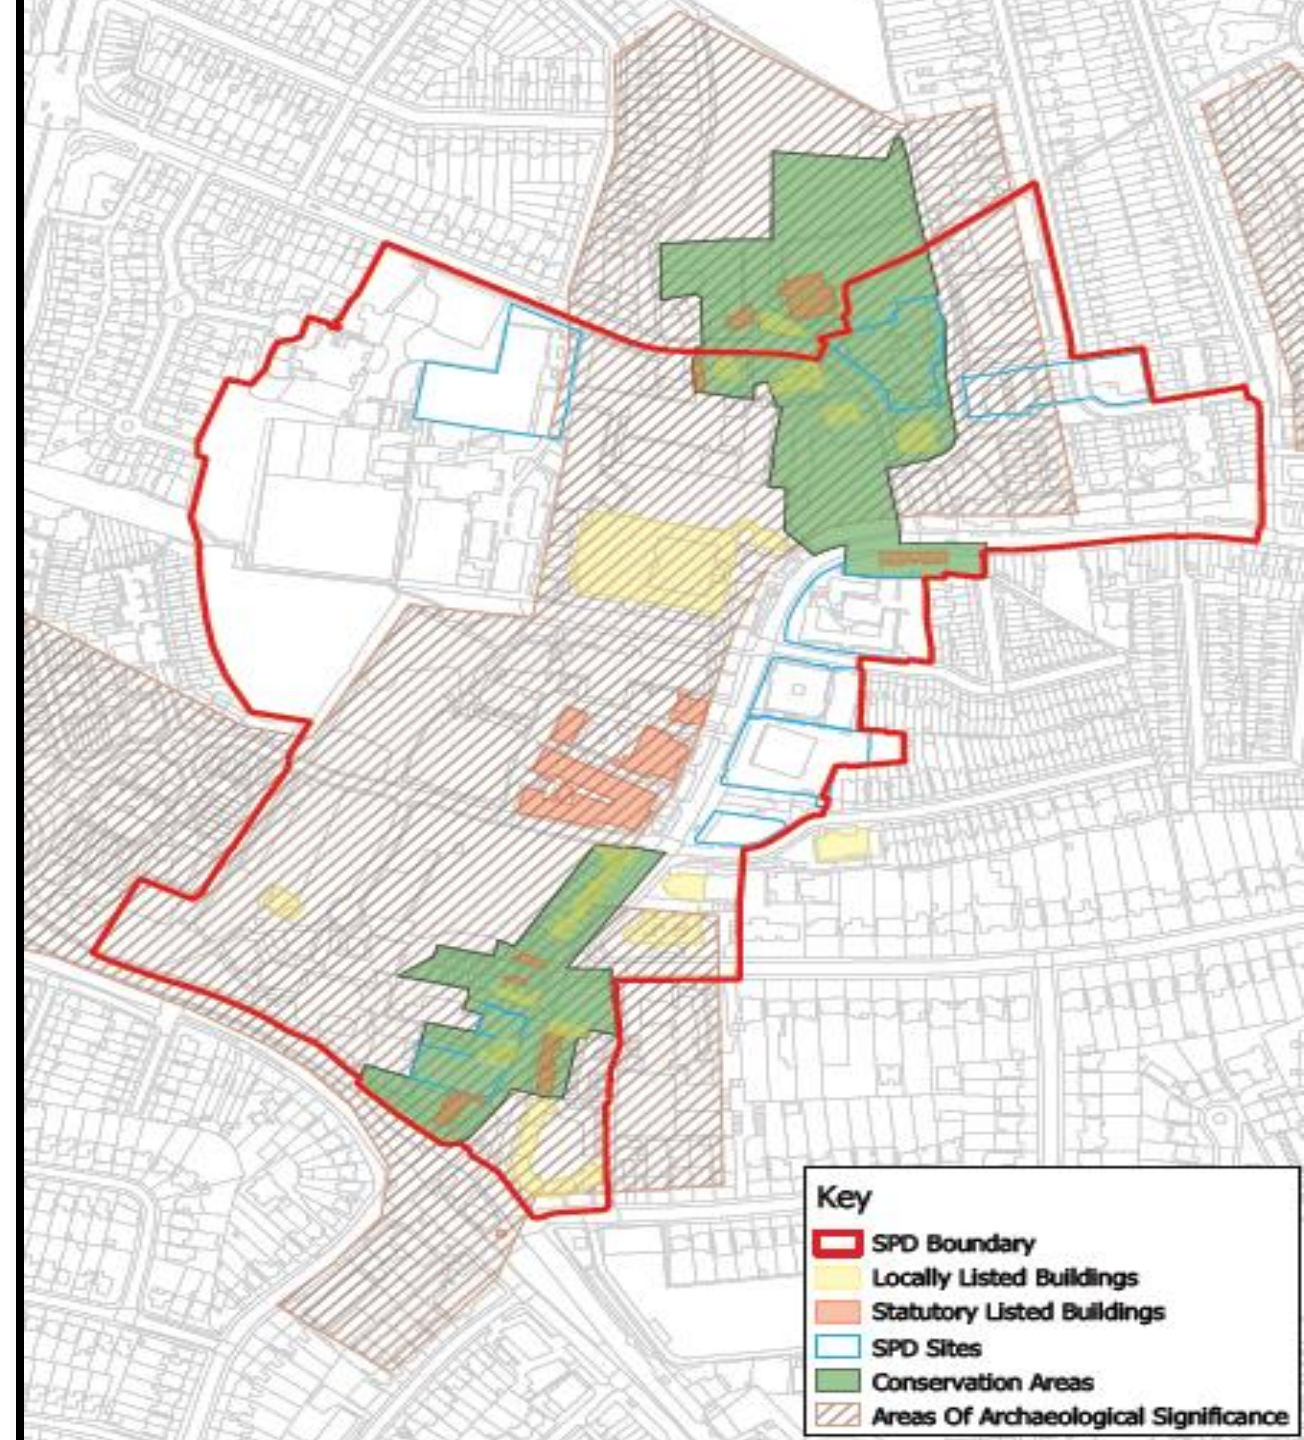 Key
SPD Boundary
Locally Listed Buildings
Statutory Listed Buildings
SPD Sites
Conservation Areas
Areas Of Archaeological Significance